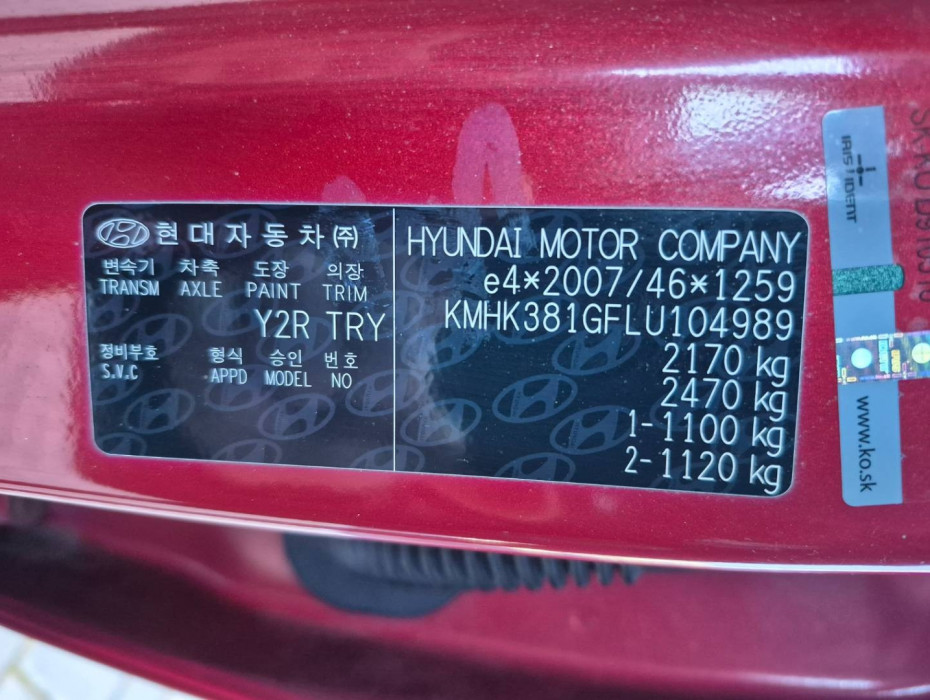 현대자동차㈜
변속기 차축 도장 의장
TRANSM AXLE PAINT TRIM
Y2R TRY
정비부호 형식 승인 번호
S.V.C APPD MODEL NO
HYUNDAI MOTOR COMPANY
e4*2007/46*1259
KMHK381GFLU104989
2170 kg
2470 kg
1-1100 kg
2-1120 kg
IRIS IDENT
www.ko.sk